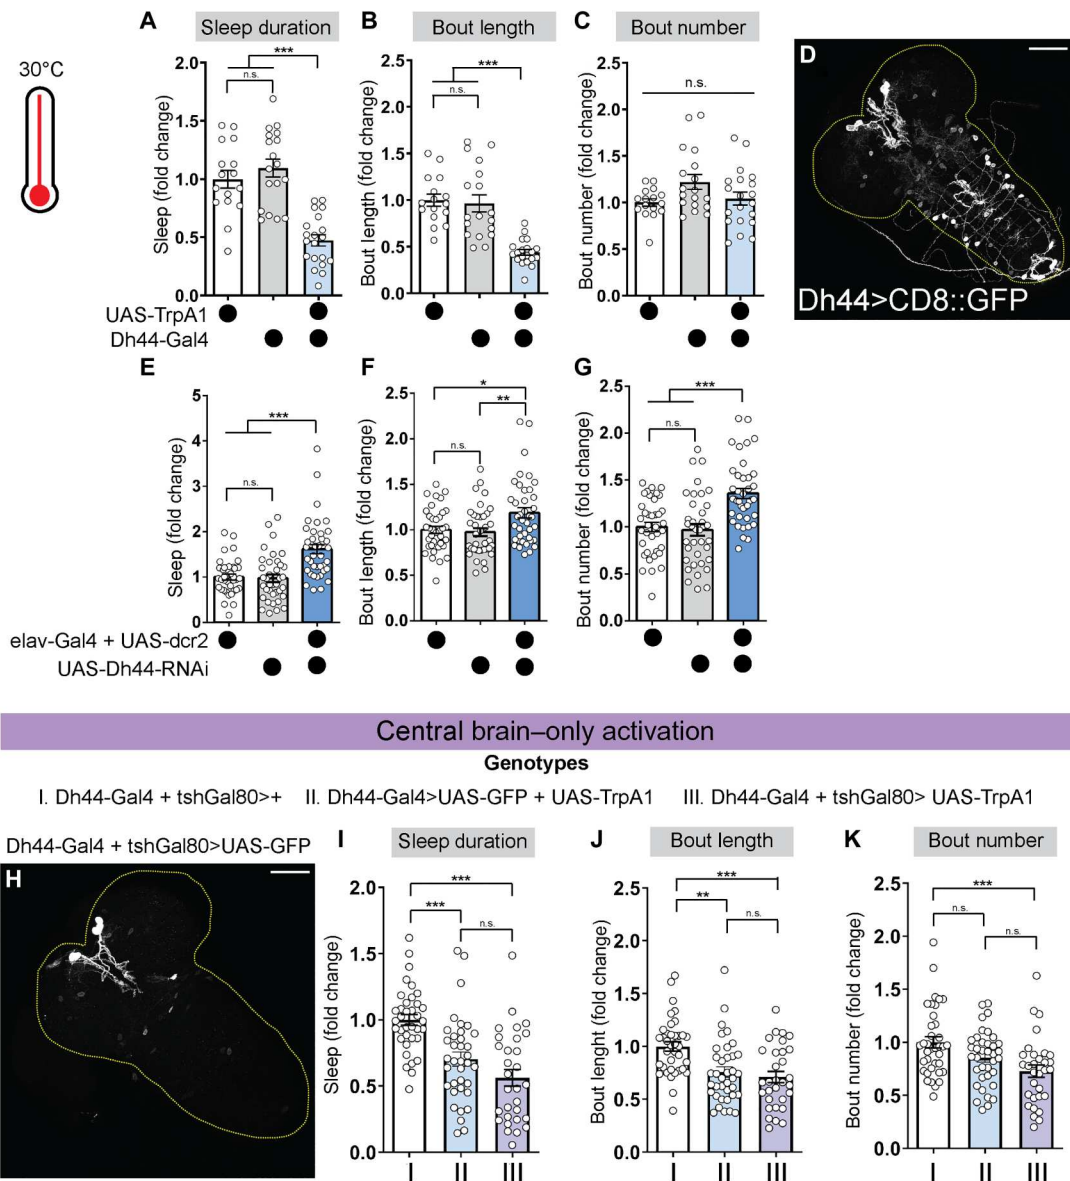 A
Sleep duration
B
Bout length
C
Bout number
D
30°C
Sleep (fold change)
2.0
1.5
1.0
0.5
0.0
***
n.s.
Bout length (fold change)
2.5
2.0
1.5
1.0
0.5
0.0
***
n.s.
Bout number (fold change)
2.5
2.0
1.5
1.0
0.5
0.0
n.s.
Dh44>CD8::GFP
UAS-TrpA1
Dh44-Gal4
E
Sleep (fold change)
5
4
3
2
1
0
***
n.s.
F
Bout length (fold change)
2.5
2.0
1.5
1.0
0.5
0.0
*
**
n.s.
G
Bout number (fold change)
2.5
2.0
1.5
1.0
0.5
0.0
***
n.s.
elav-Gal4 + UAS-dcr2
UAS-Dh44-RNAi
Central brain–only activation
Genotypes
I. Dh44-Gal4 + tshGal80>+ II. Dh44-Gal4>UAS-GFP + UAS-TrpA1 III. Dh44-Gal4 + tshGal80> UAS-TrpA1
Dh44-Gal4 + tshGal80>UAS-GFP
H
I
Sleep duration
Sleep (fold change)
2.0
1.5
1.0
0.5
0.0
***
***
n.s.
I II III
J
Bout length
Bout lenght (fold change)
2.5
2.0
1.5
1.0
0.5
0.0
***
**
n.s.
I II III
K
Bout number
Bout number (fold change)
2.5
2.0
1.5
1.0
0.5
0.0
***
n.s.
n.s.
I II III